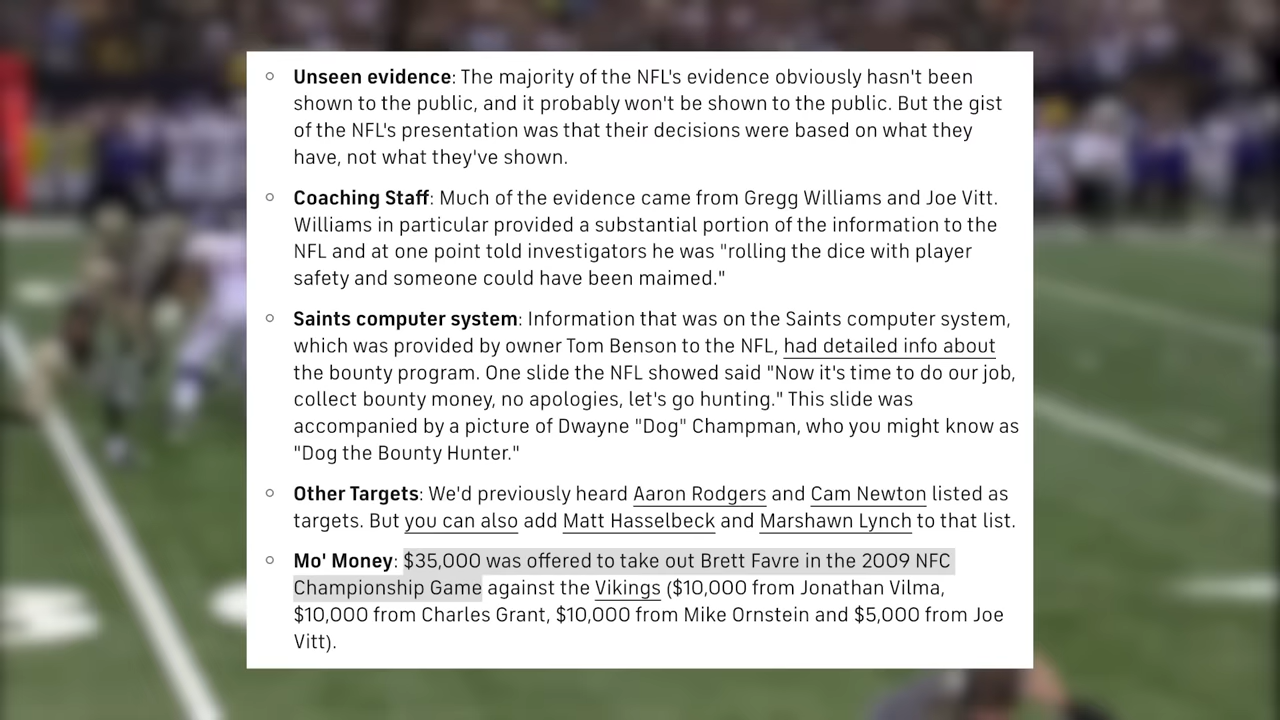 Unseen evidence: The majority of the NFL's evidence obviously hasn't been
shown to the public, and it probably won't be shown to the public. But the gist
of the NFL's presentation was that their decisions were based on what they
have, not what they've shown.
Coaching Staff: Much of the evidence came from Gregg Williams and Joe Vitt.
Williams in particular provided a substantial portion of the information to the
NFL and at one point told investigators he was "rolling the dice with player
safety and someone could have been maimed."
Saints computer system: Information that was on the Saints computer system,
which was provided by owner Tom Benson to the NFL, had detailed info about
the bounty program. One slide the NFL showed said "Now it's time to do our job,
collect bounty money, no apologies, let's go hunting." This slide was
accompanied by a picture of Dwayne "Dog" Champman, who you might know as
"Dog the Bounty Hunter."
Other Targets: We'd previously heard Aaron Rodgers and Cam Newton listed as
targets. But you can also add Matt Hasselbeck and Marshawn Lynch to that list.
Mo' Money: $35,000 was offered to take out Brett Favre in the 2009 NFC
Championship Game against the Vikings ($10,000 from Jonathan Vilma,
$10,000 from Charles Grant, $10,000 from Mike Ornstein and $5,000 from Joe
Vitt).